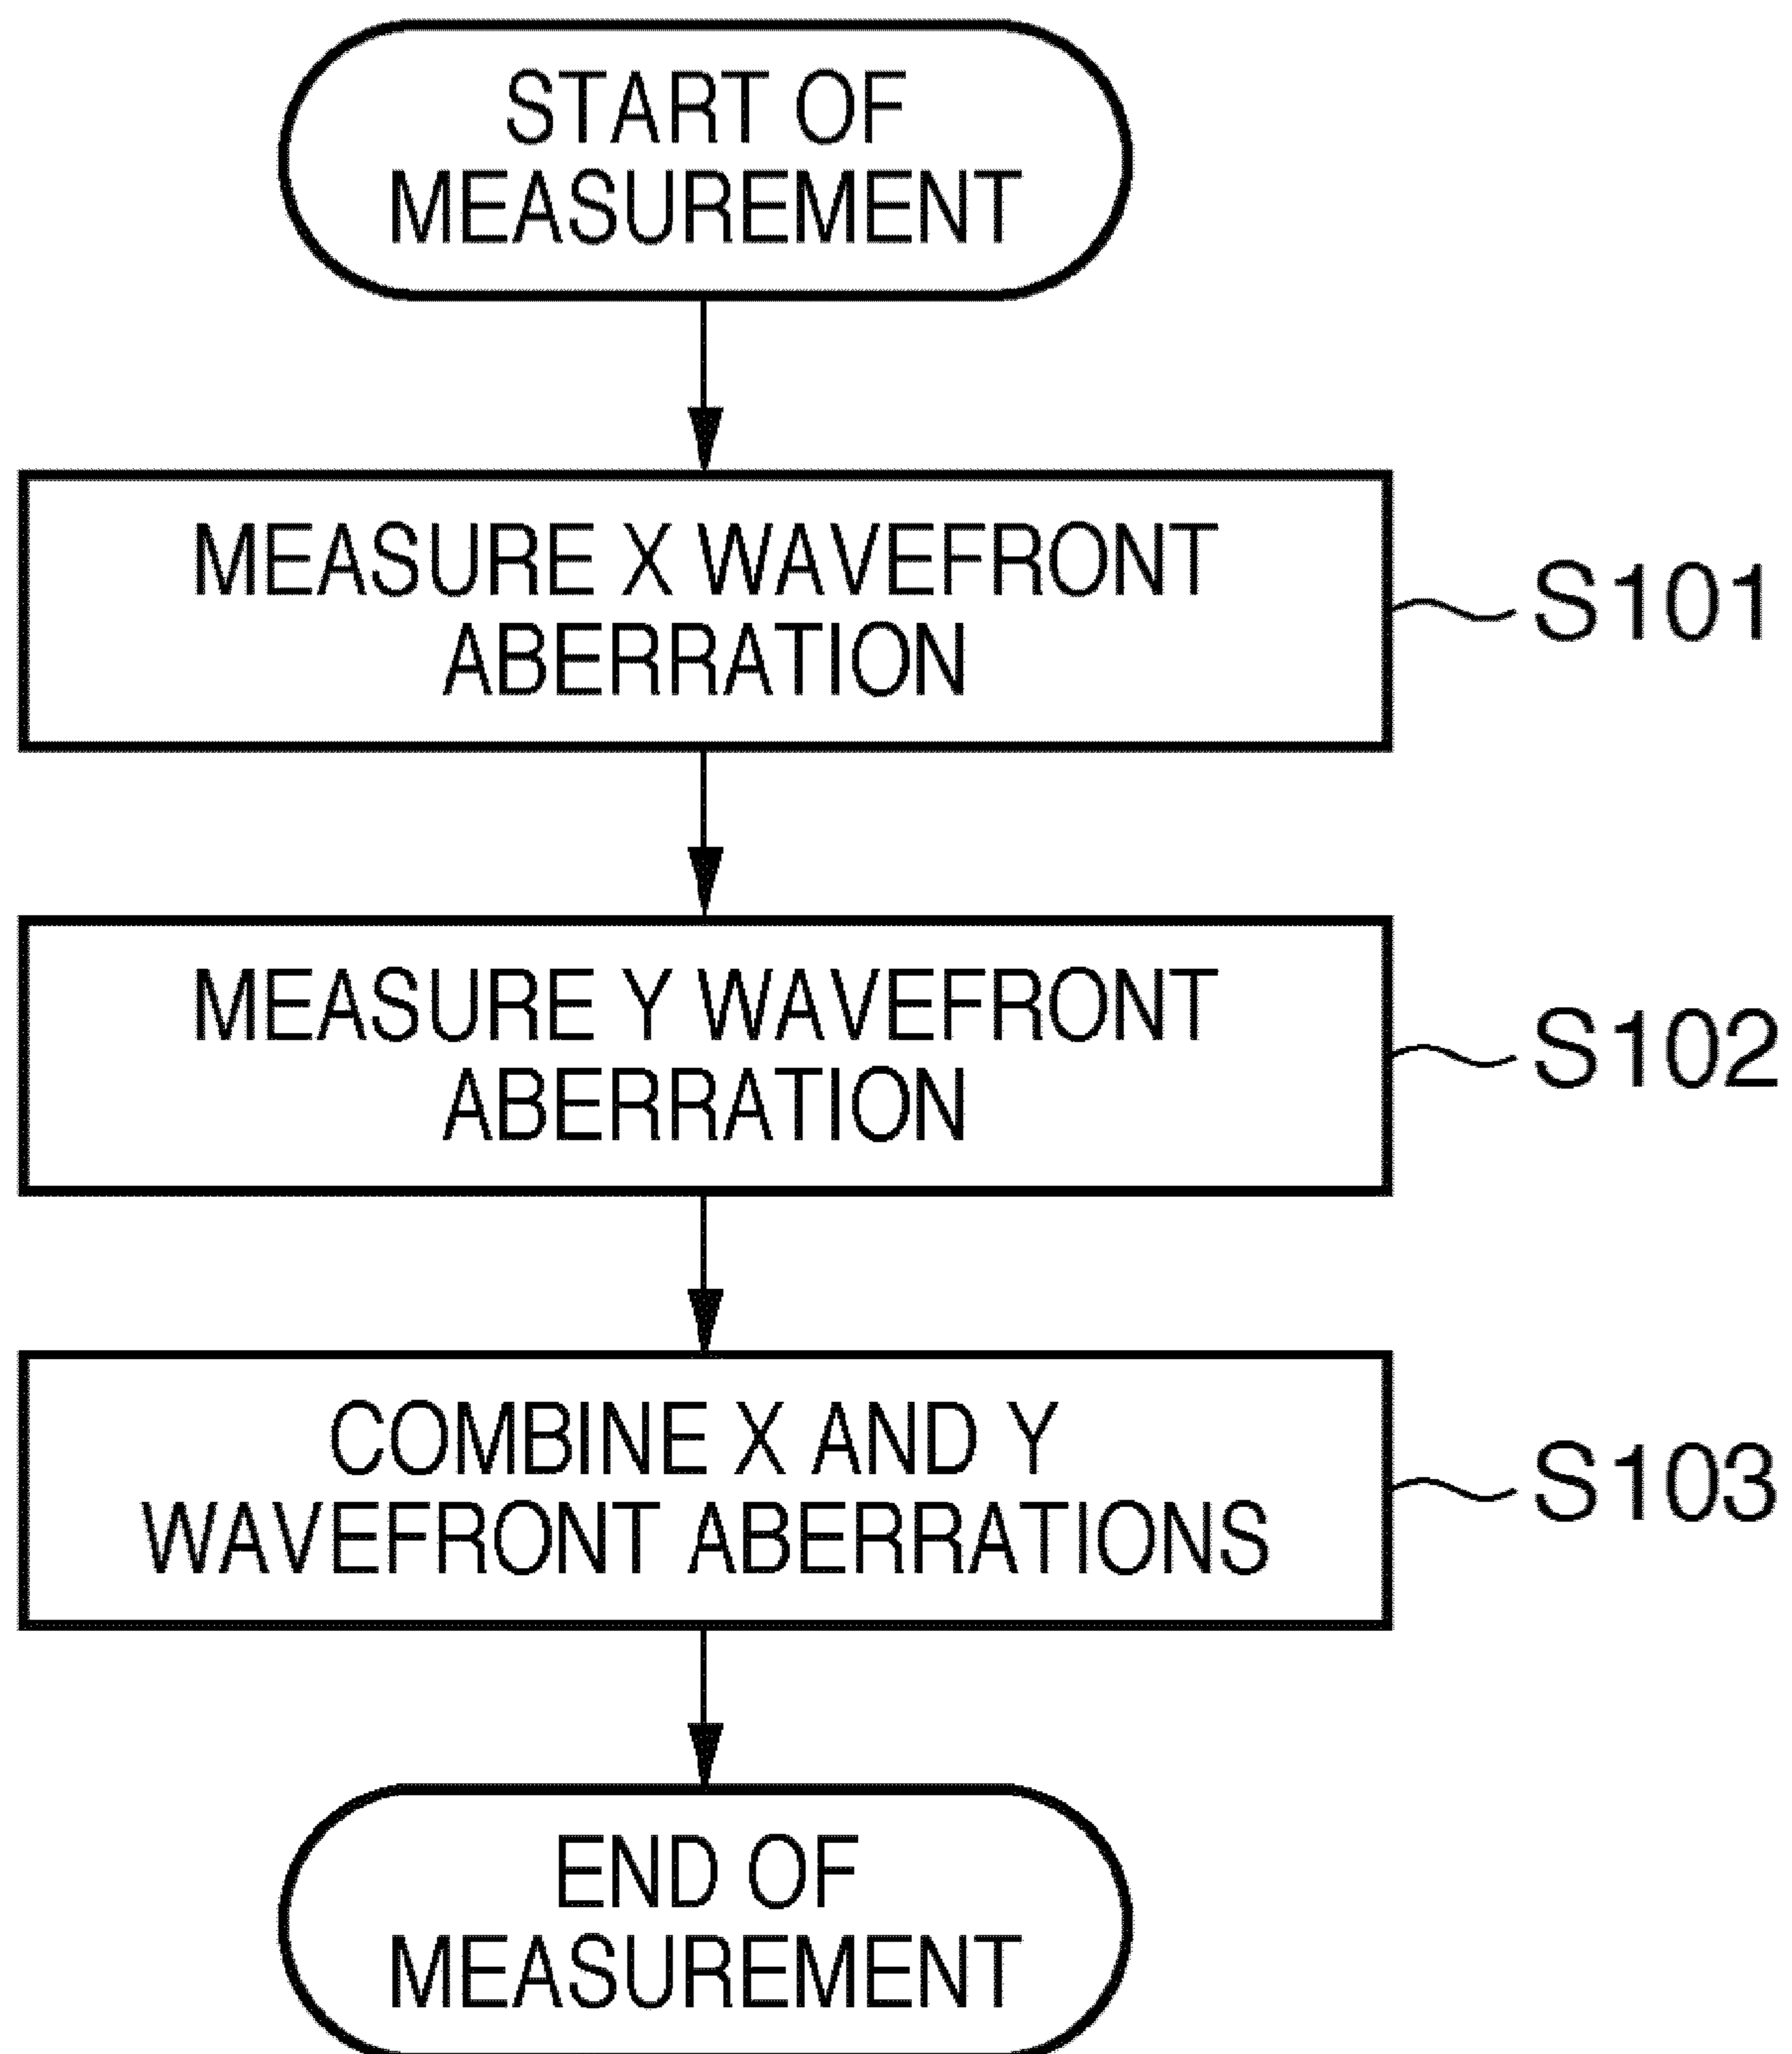 START OF
MEASUREMENT
MEASURE X WAVEFRONT
ABERRATION
S101
MEASURE Y WAVEFRONT
ABERRATION
S102
COMBINE X AND Y
WAVEFRONT ABERRATIONS
S103
END OF
MEASUREMENT